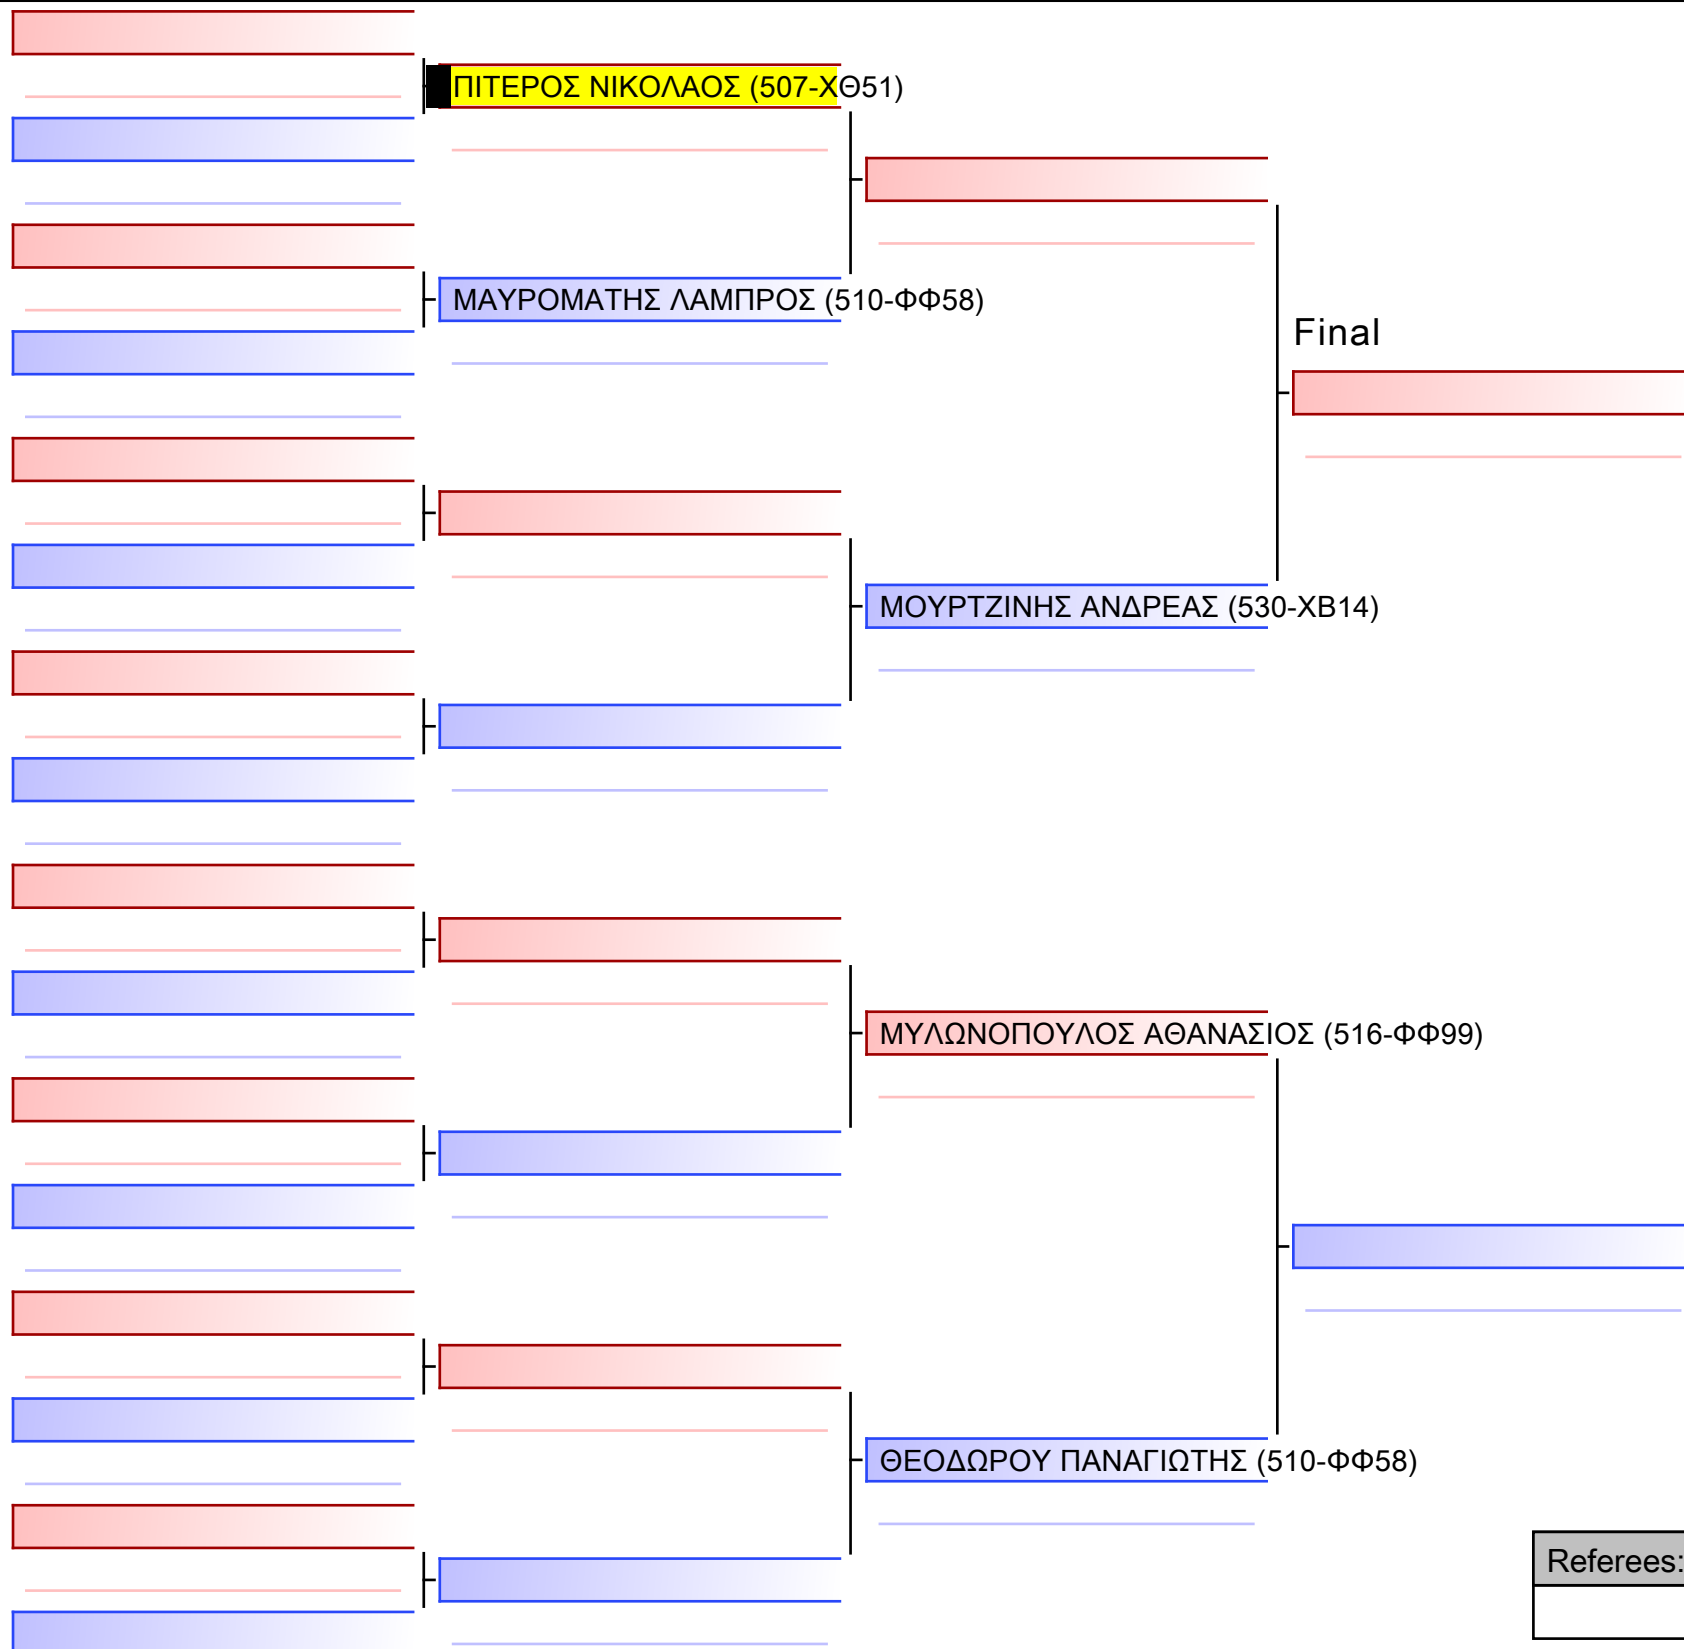 ΠΙΤΕΡΟΣ ΝΙΚΟΛΑΟΣ (507-ΧΘ51)
ΜΑΥΡΟΜΑΤΗΣ ΛΑΜΠΡΟΣ (510-ΦΦ58)
Final
ΜΟΥΡΤΖΙΝΗΣ ΑΝΔΡΕΑΣ (530-ΧΒ14)
ΜΥΛΩΝΟΠΟΥΛΟΣ ΑΘΑΝΑΣΙΟΣ (516-ΦΦ99)
ΘΕΟΔΩΡΟΥ ΠΑΝΑΓΙΩΤΗΣ (510-ΦΦ58)
Referees: